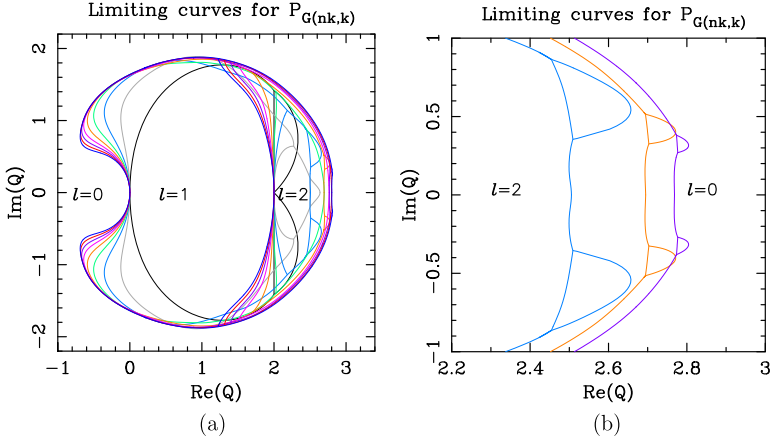 Limiting curves for P_G(nk,k)
Im(Q)
2
1
0
−1
−2
l=0
l=1
l=2
−1
0
1
2
3
Re(Q)
(a)
Limiting curves for P_G(nk,k)
Im(Q)
1
0.5
0
−0.5
−1
l=2
l=0
2.2
2.4
2.6
2.8
3
Re(Q)
(b)